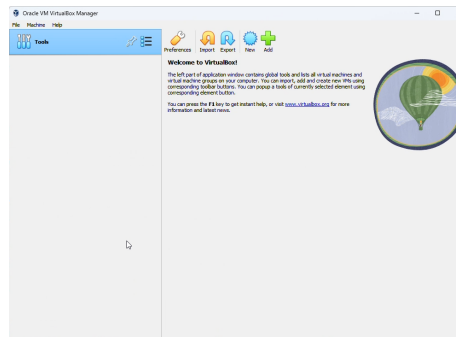 Oracle VM VirtualBox Manager
File Machine Help
Tools
Preferences Import Export New Add
Welcome to VirtualBox!
The left part of application window contains global tools and lists all virtual machines and
virtual machine groups on your computer. You can import, add and create new VMs using
corresponding toolbar buttons. You can popup a tools of currently selected element using
corresponding element button.
You can press the F1 key to get instant help, or visit www.virtualbox.org for more
information and latest news.